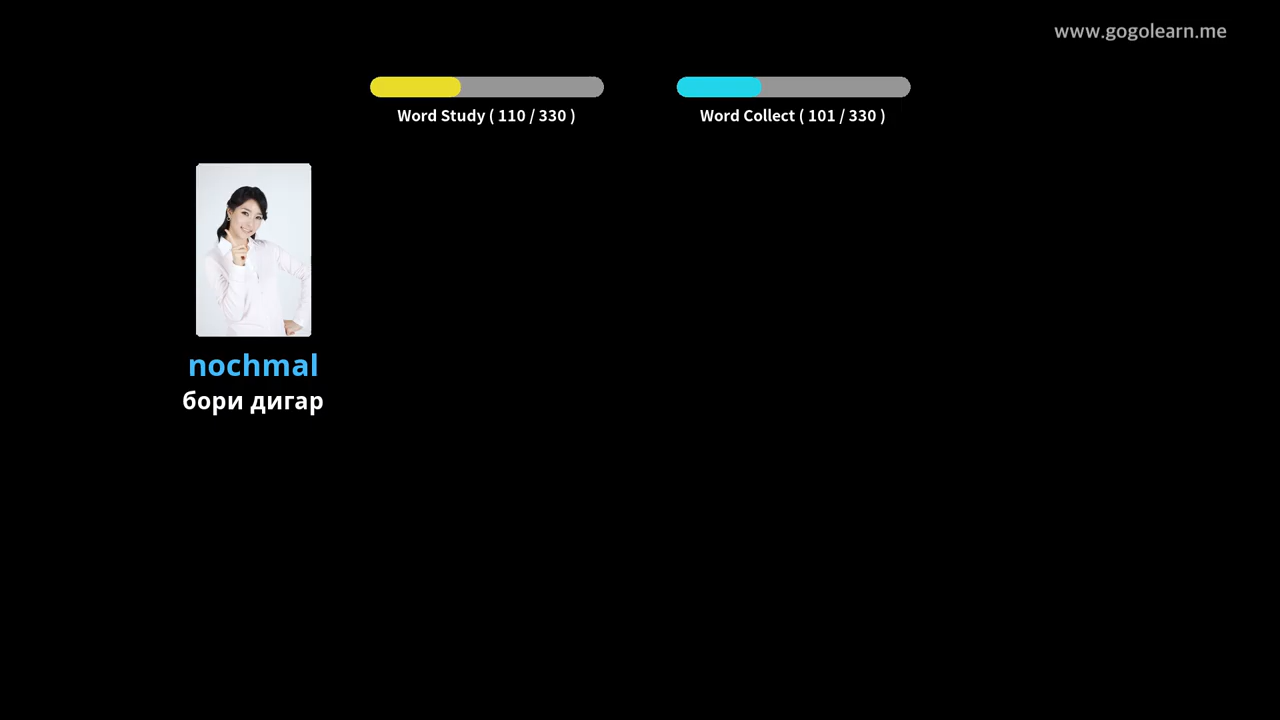 www.gogolearn.me
Word Study ( 110 / 330 )
Word Collect ( 101 / 330 )
nochmal
бори дигар